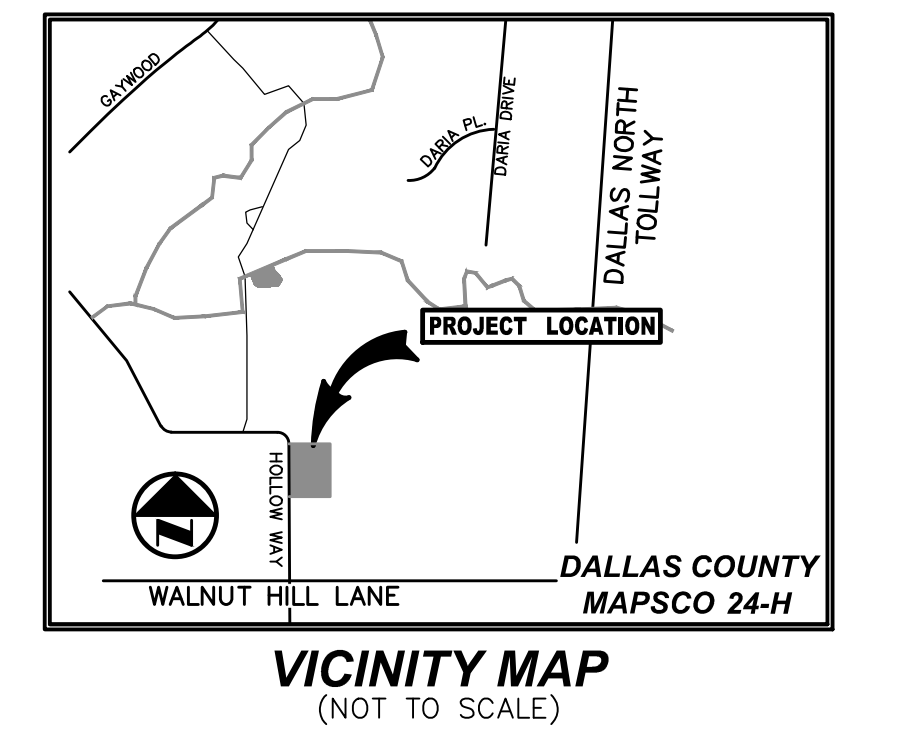 GAYWOOD
DARIA PL.
DARIA DRIVE
DALLAS NORTH
TOLLWAY
PROJECT LOCATION
HOLLOW WAY
N
WALNUT HILL LANE
DALLAS COUNTY
MAPSCO 24-H
VICINITY MAP
(NOT TO SCALE)